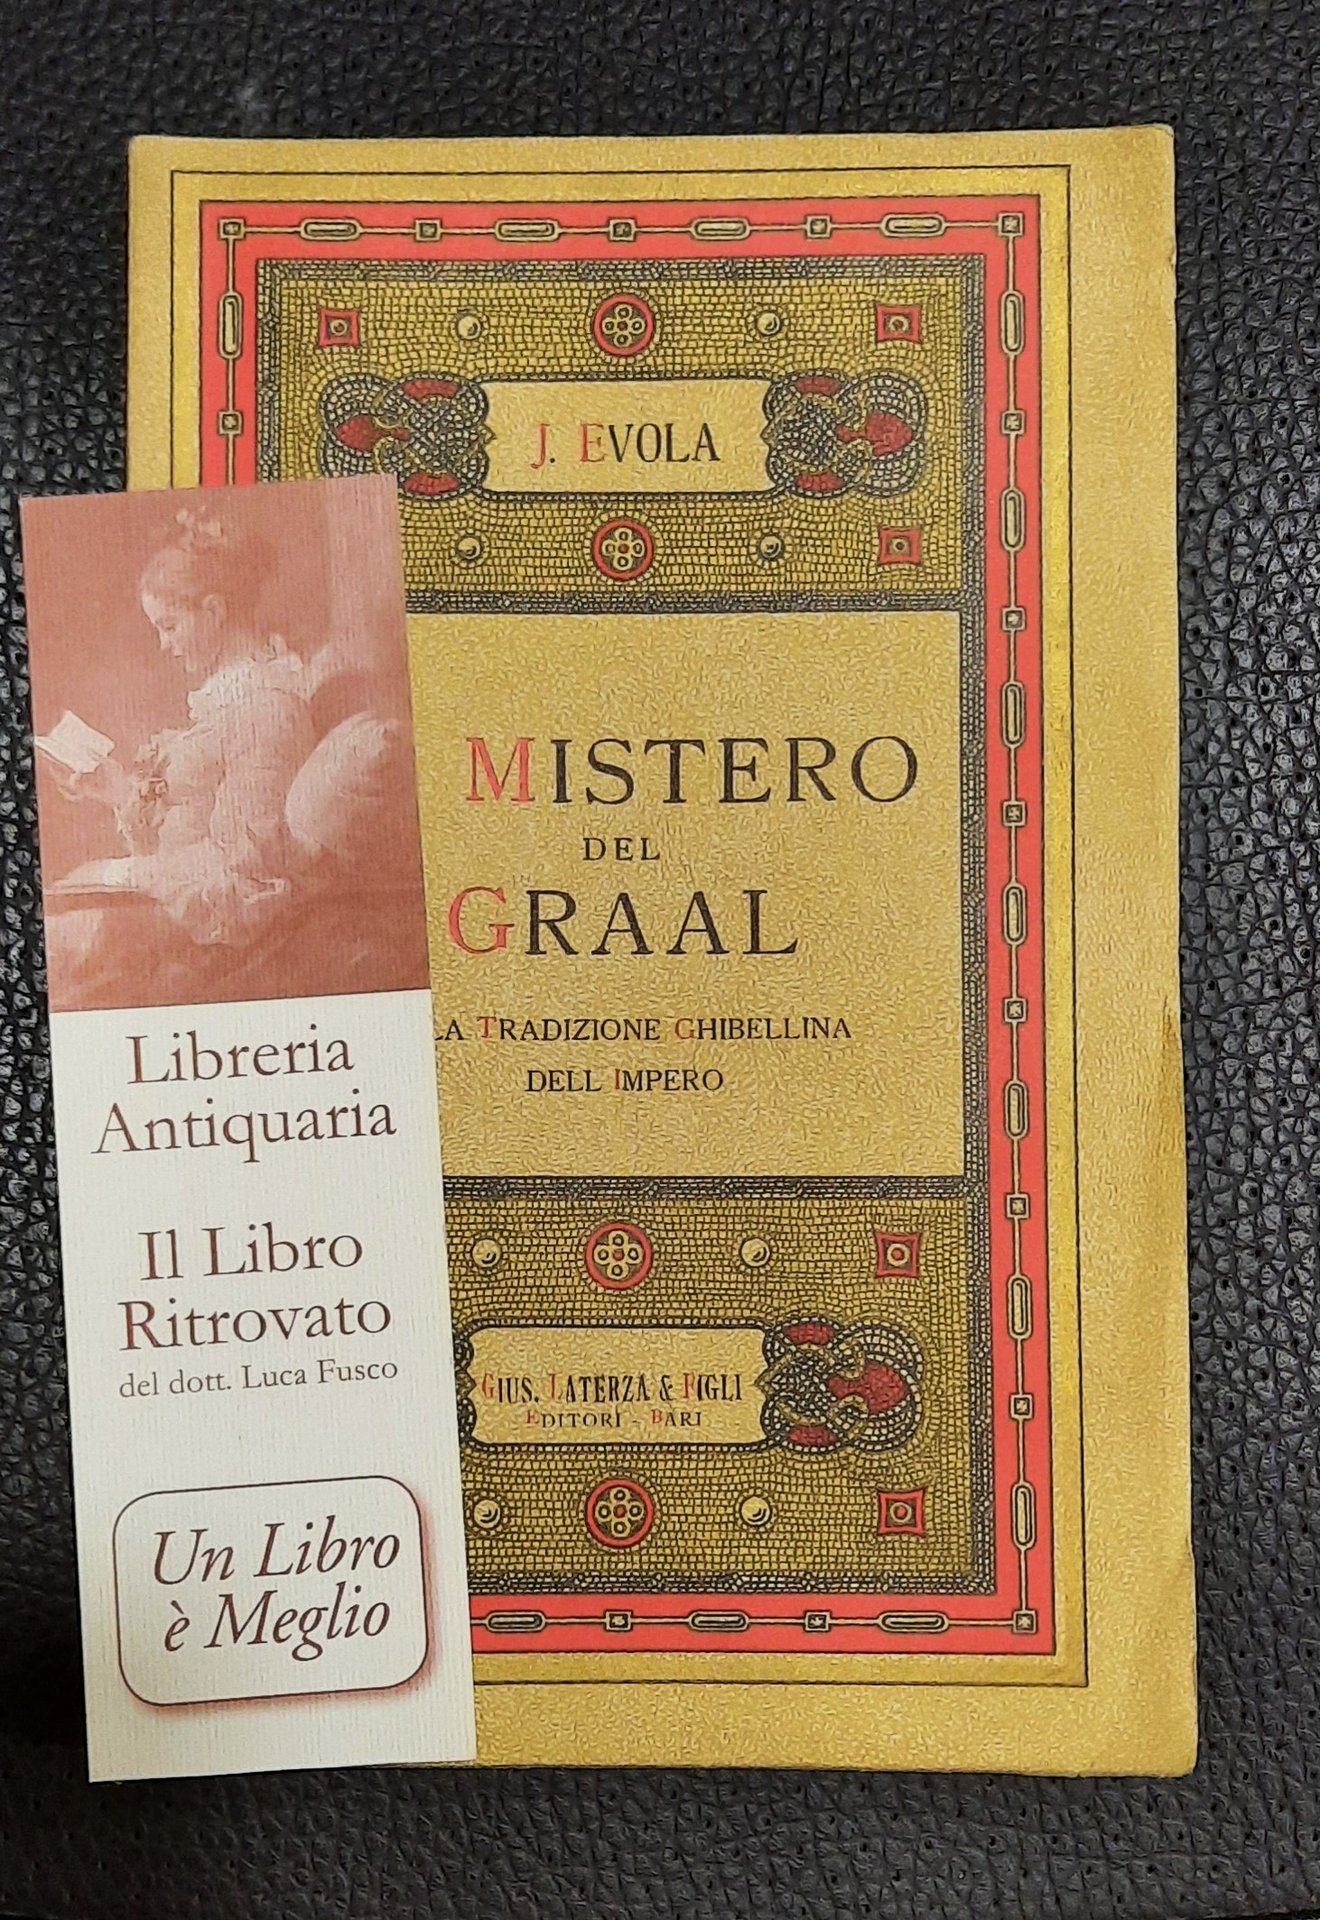 J. EVOLA
MISTERO
DEL
GRAAL
LA TRADIZIONE GHIBELLINA
DELL IMPERO
GIUS. LATERZA & FIGLI
EDITORI - BARI
Libreria
Antiquaria
Il Libro
Ritrovato
del dott. Luca Fusco
Un Libro
è Meglio